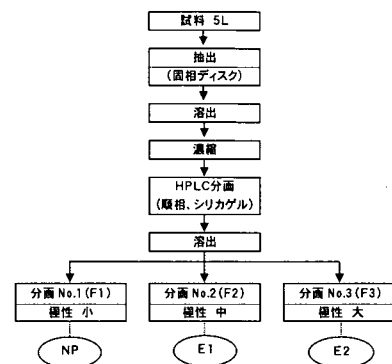 試料 5L
抽出
(固相ディスク)
溶出
濃縮
HPLC分画
(順相、シリカゲル)
溶出
分画 No.1(F1)
極性 小
分画 No.2(F2)
極性 中
分画 No.3(F3)
極性 大
NP
E1
E2